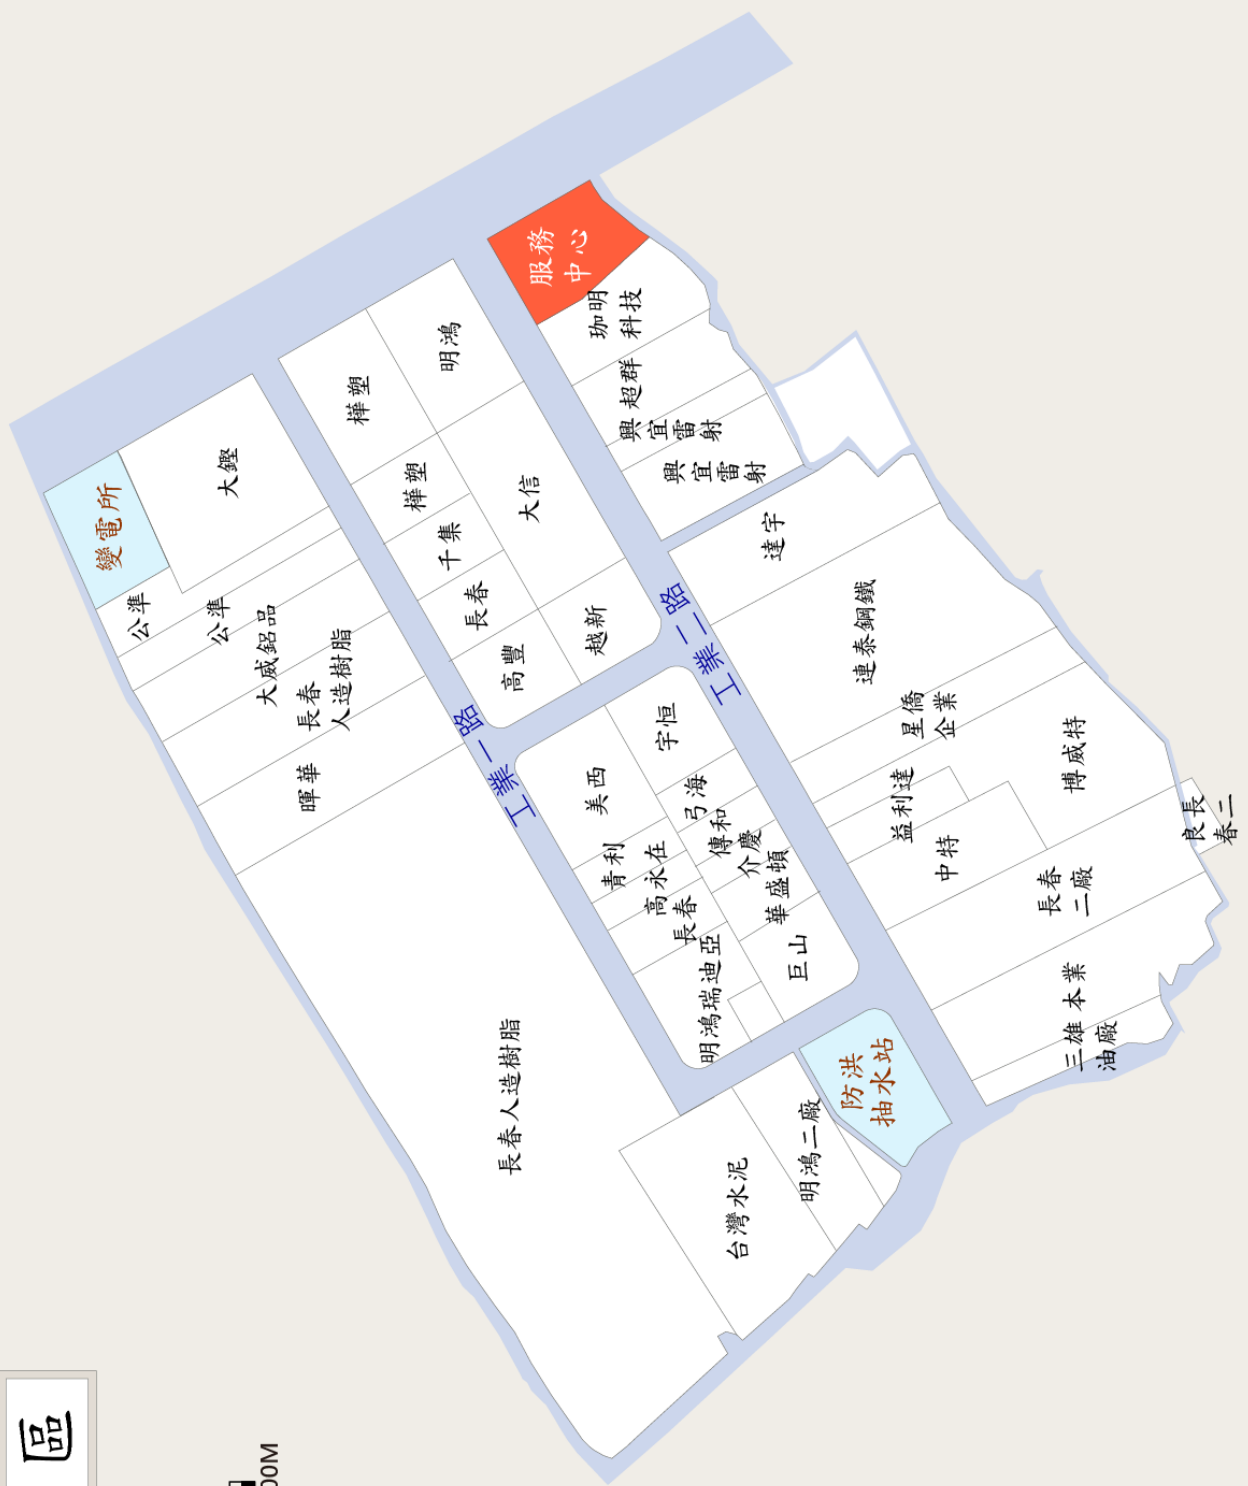 服務
中心
珈明
科技
超群
興宜雷射
興宜雷射
明鴻
樺塑
樺塑
千集
長春
高豐
大信
越新
大鏗
變電所
公準
公準
大威鋁品
長春
人造樹脂
暉華
長春人造樹脂
工業一路
工業二路
達宇
連泰鋼鐵
星僑
企業
博威特
益利達
中特
長春
二廠
良長
春二
本業
三雄
油廠
宇恒
美西
弓海
傳和
介慶
華盛頓
巨山
青利
高永在
長春
明鴻瑞迪亞
防洪
抽水站
明鴻二廠
台灣水泥
區
00M